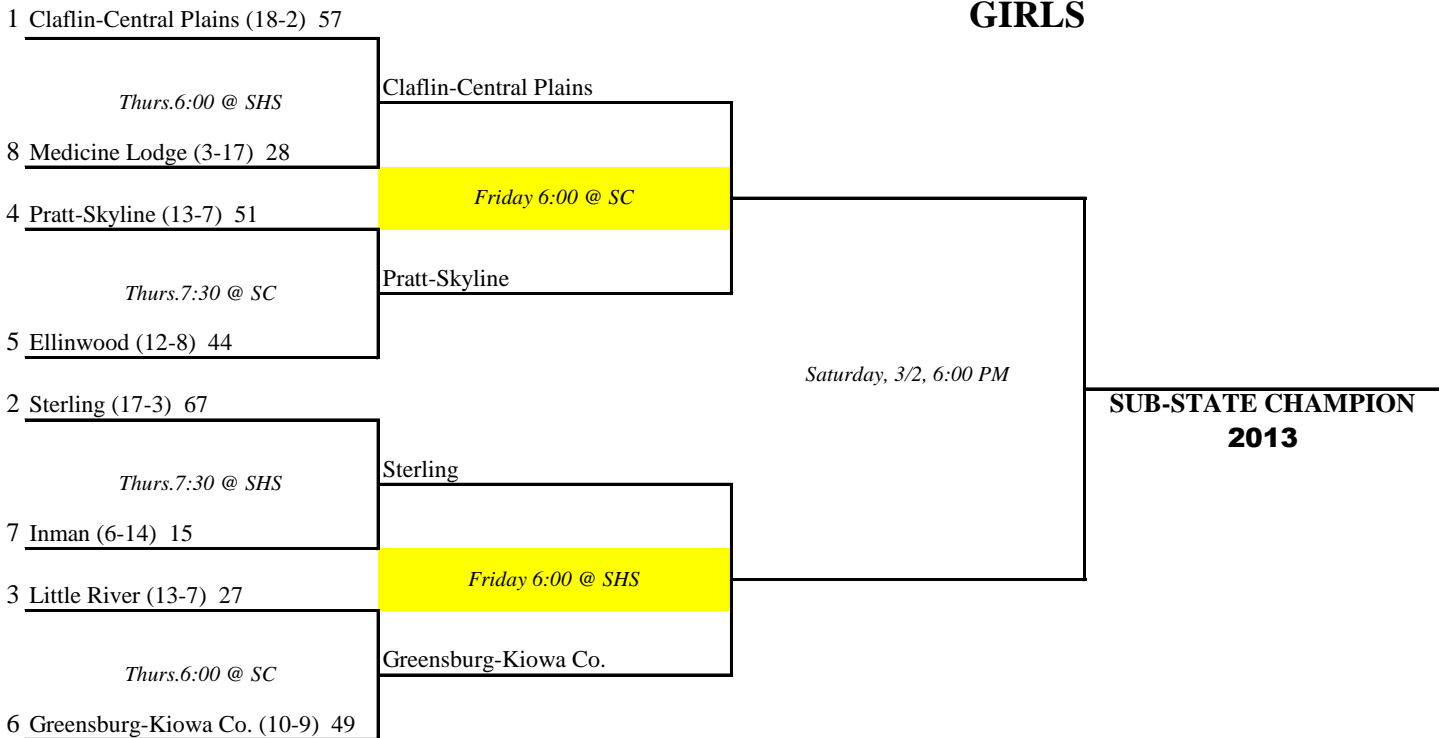 GIRLS
1 Claflin-Central Plains (18-2) 57
Thurs.6:00 @ SHS
Claflin-Central Plains
8 Medicine Lodge (3-17) 28
Friday 6:00 @ SC
4 Pratt-Skyline (13-7) 51
Thurs.7:30 @ SC
Pratt-Skyline
5 Ellinwood (12-8) 44
Saturday, 3/2, 6:00 PM
SUB-STATE CHAMPION
2013
2 Sterling (17-3) 67
Thurs.7:30 @ SHS
Sterling
7 Inman (6-14) 15
Friday 6:00 @ SHS
3 Little River (13-7) 27
Thurs.6:00 @ SC
Greensburg-Kiowa Co.
6 Greensburg-Kiowa Co. (10-9) 49